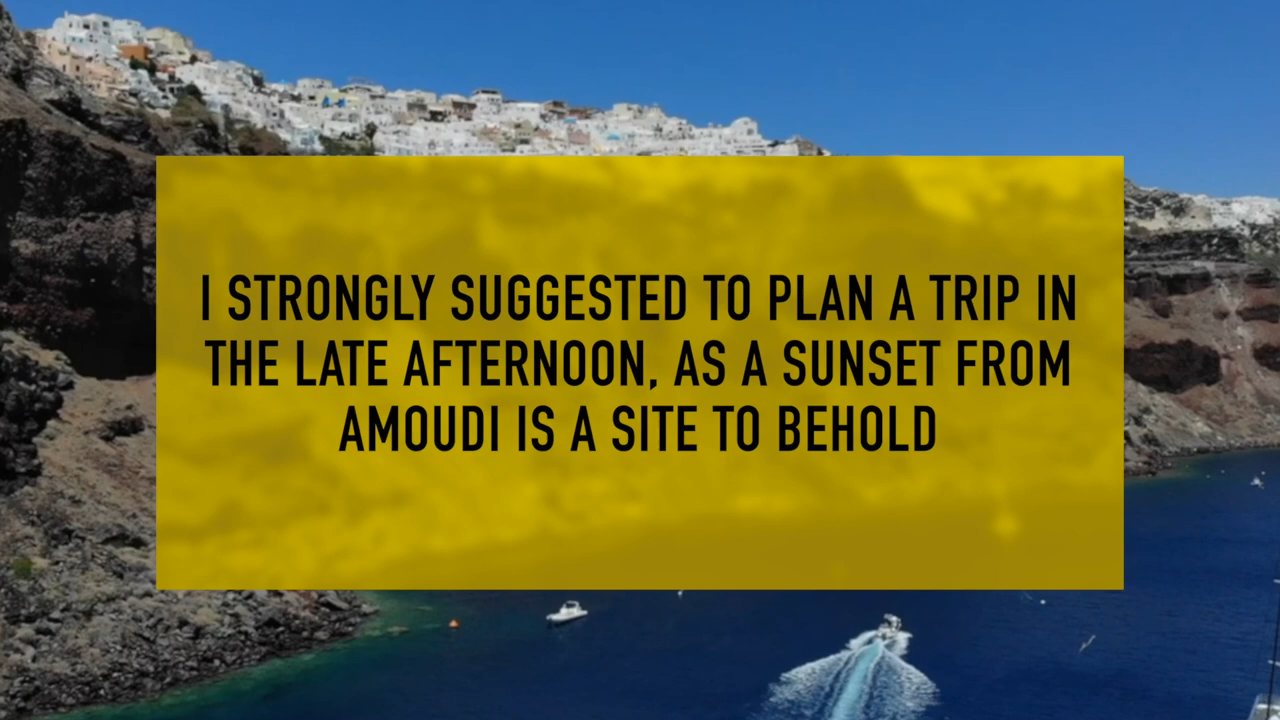 I STRONGLY SUGGESTED TO PLAN A TRIP IN
THE LATE AFTERNOON, AS A SUNSET FROM
AMOUDI IS A SITE TO BEHOLD